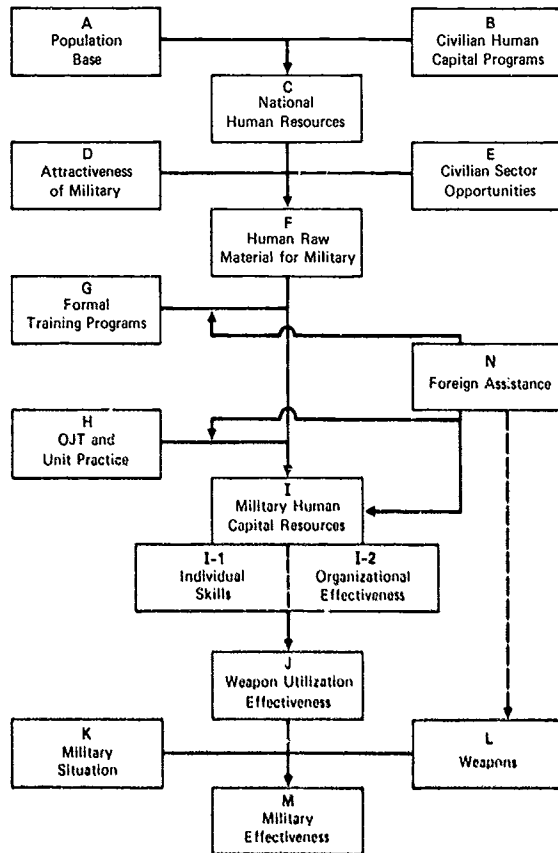 A
Population
Base
B
Civilian Human
Capital Programs
C
National
Human Resources
D
Attractiveness
of Military
E
Civilian Sector
Opportunities
F
Human Raw
Material for Military
G
Formal
Training Programs
N
Foreign Assistance
H
OJT and
Unit Practice
I
Military Human
Capital Resources
I-1
Individual
Skills
I-2
Organizational
Effectiveness
J
Weapon Utilization
Effectiveness
K
Military
Situation
L
Weapons
M
Military
Effectiveness